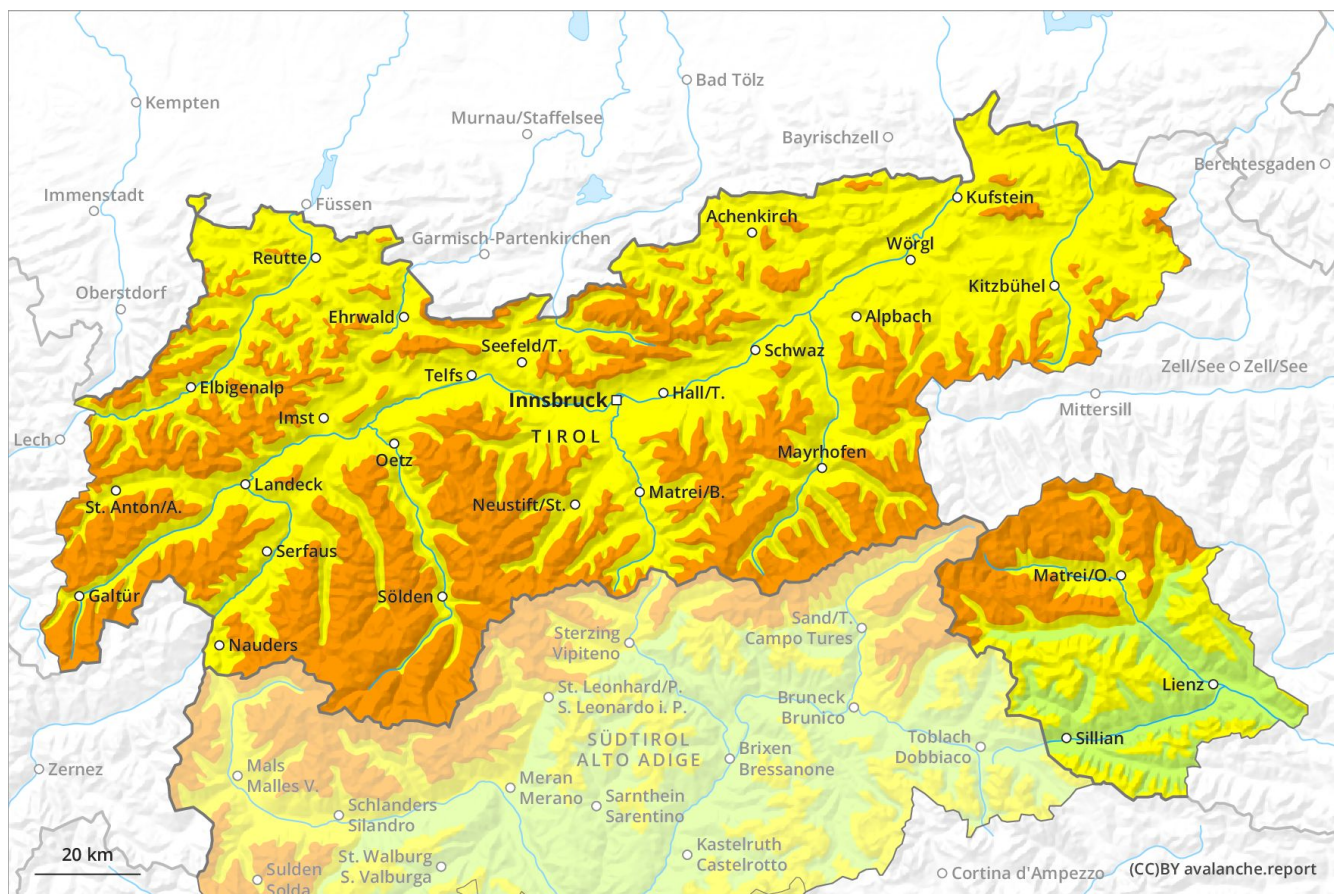 Bad Tölz
Kempten
Murnau/Staffelsee
Bayrischzell
Berchtesgaden
Immenstadt
Füssen
Kufstein
Achenkirch
Garmisch-Partenkirchen
Wörgl
Reutte
Kitzbühel
Oberstdorf
Ehrwald
Alpbach
Seefeld/T.
Schwaz
Zell/See
Zell/See
Telfs
Elbigenalp
Hall/T.
Innsbruck
Mittersill
Imst
Lech
TIROL
Oetz
Mayrhofen
Landeck
Matrei/B.
St. Anton/A.
Neustift/St.
Serfaus
Matrei/O.
Galtür
Sölden
Sand/T.
Campo Tures
Sterzing
Vipiteno
Nauders
Lienz
St. Leonhard/P.
S. Leonardo i. P.
Bruneck
Brunico
SÜDTIROL
ALTO ADIGE
Sillian
Toblach
Dobbiaco
Brixen
Bressanone
Zernez
Mals
Malles V.
Meran
Merano
Sarnthein
Sarentino
Schlanders
Silandro
Kastelruth
Castelrotto
20 km
St. Walburg
S. Valburga
Sulden
Solda
Cortina d'Ampezzo
(CC)BY avalanche.report